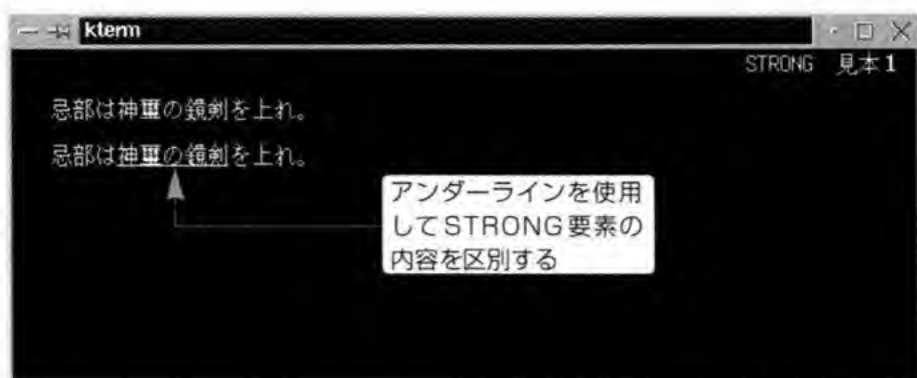 kterm
STRONG 見本1
忌部は神璽の鏡剣を上れ。
忌部は神璽の鏡剣を上れ。
アンダーラインを使用
してSTRONG要素の
内容を区別する